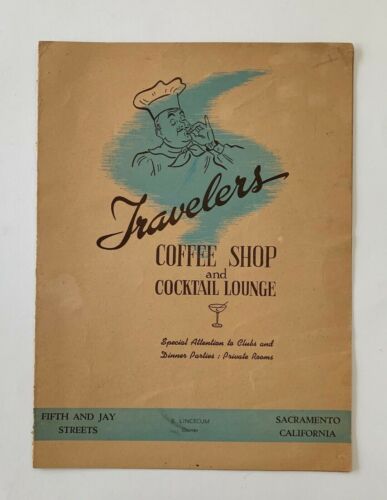 Travelers
COFFEE SHOP
and
COCKTAIL LOUNGE
Special Attention to Clubs and
Dinner Parties : Private Rooms
FIFTH AND JAY
STREETS
LINCECUM
SACRAMENTO
CALIFORNIA